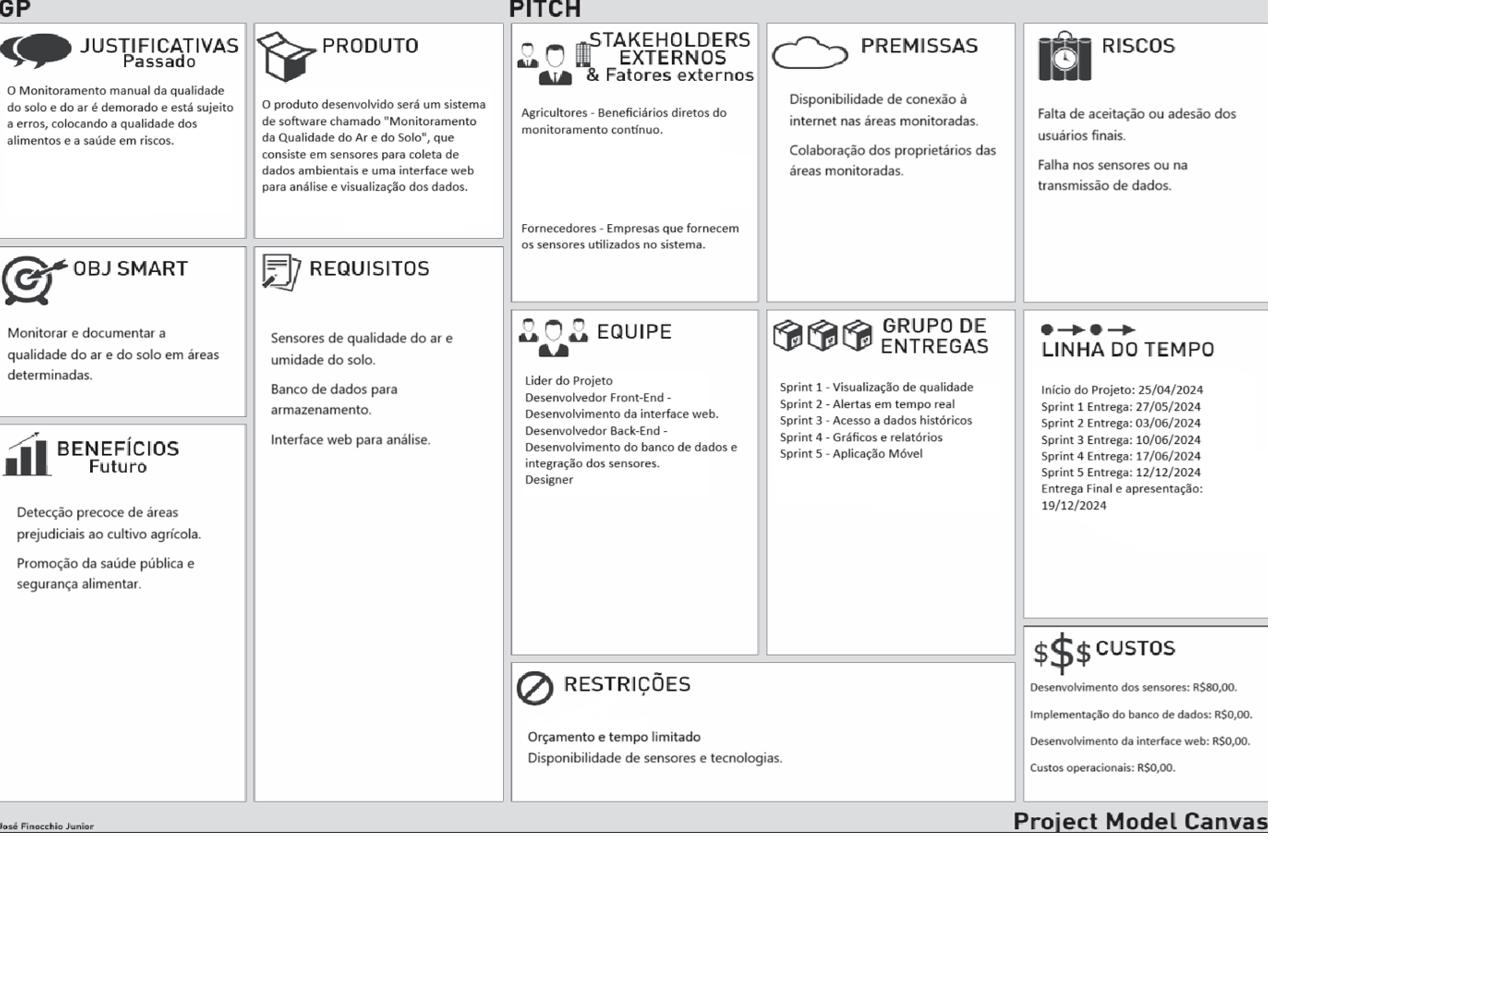 GP
PITCH
JUSTIFICATIVAS
Passado
O Monitoramento manual da qualidade
do solo e do ar é demorado e está sujeito
a erros, colocando a qualidade dos
alimentos e a saúde em riscos.
PRODUTO
O produto desenvolvido será um sistema
de software chamado "Monitoramento
da Qualidade do Ar e do Solo", que
consiste em sensores para coleta de
dados ambientais e uma interface web
para análise e visualização dos dados.
STAKEHOLDERS
EXTERNOS
& Fatores externos
Agricultores - Beneficiários diretos do
monitoramento contínuo.
Fornecedores - Empresas que fornecem
os sensores utilizados no sistema.
PREMISSAS
Disponibilidade de conexão à
internet nas áreas monitoradas.
Colaboração dos proprietários das
áreas monitoradas.
RISCOS
Falta de aceitação ou adesão dos
usuários finais.
Falha nos sensores ou na
transmissão de dados.
OBJ SMART
Monitorar e documentar a
qualidade do ar e do solo em áreas
determinadas.
REQUISITOS
Sensores de qualidade do ar e
umidade do solo.
Banco de dados para
armazenamento.
Interface web para análise.
EQUIPE
Lider do Projeto
Desenvolvedor Front-End -
Desenvolvimento da interface web.
Desenvolvedor Back-End -
Desenvolvimento do banco de dados e
integração dos sensores.
Designer
GRUPO DE
ENTREGAS
Sprint 1 - Visualização de qualidade
Sprint 2 - Alertas em tempo real
Sprint 3 - Acesso a dados históricos
Sprint 4 - Gráficos e relatórios
Sprint 5 - Aplicação Móvel
LINHA DO TEMPO
Início do Projeto: 25/04/2024
Sprint 1 Entrega: 27/05/2024
Sprint 2 Entrega: 03/06/2024
Sprint 3 Entrega: 10/06/2024
Sprint 4 Entrega: 17/06/2024
Sprint 5 Entrega: 12/12/2024
Entrega Final e apresentação:
19/12/2024
BENEFÍCIOS
Futuro
Detecção precoce de áreas
prejudiciais ao cultivo agrícola.
Promoção da saúde pública e
segurança alimentar.
RESTRIÇÕES
Orçamento e tempo limitado
Disponibilidade de sensores e tecnologias.
$$$ CUSTOS
Desenvolvimento dos sensores: R$80,00.
Implementação do banco de dados: R$0,00.
Desenvolvimento da interface web: R$0,00.
Custos operacionais: R$0,00.
José Finocchio Junior
Project Model Canvas